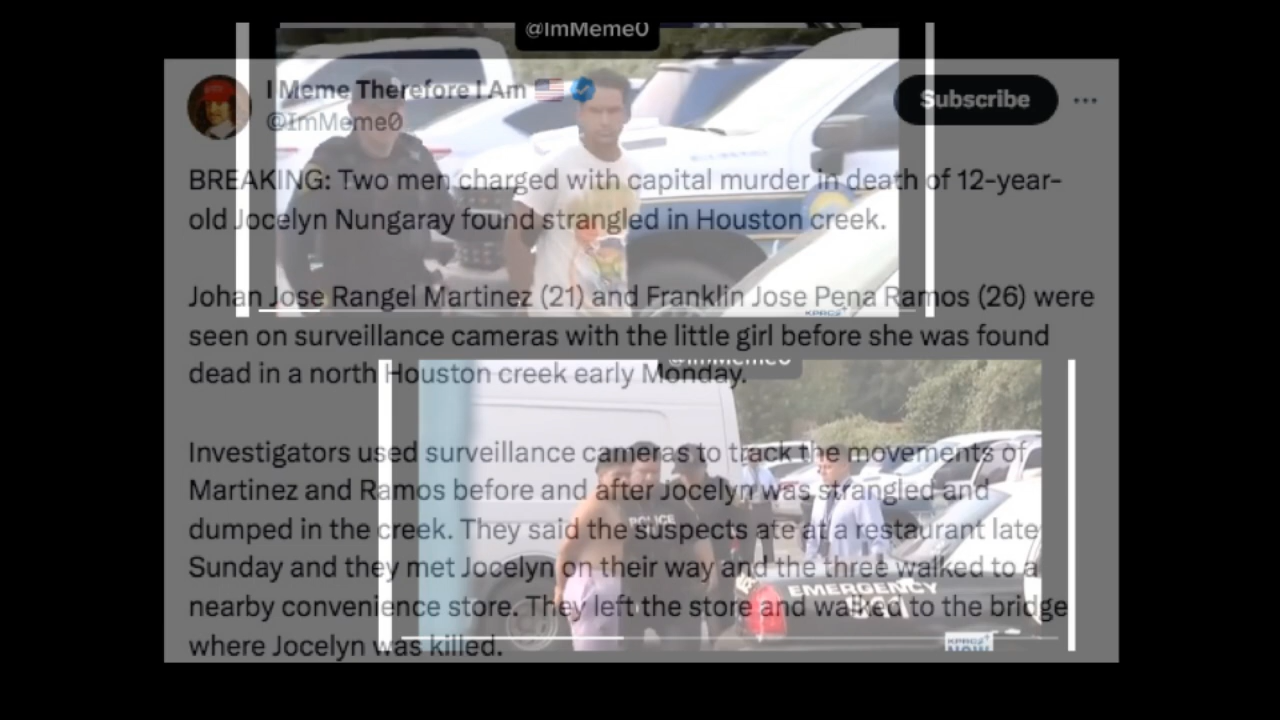 @ImMeme0
I Meme Therefore I Am
@ImMeme0
Subscribe
BREAKING: Two men charged with capital murder in death of 12-year-
old Jocelyn Nungaray found strangled in Houston creek.
Johan Jose Rangel Martinez (21) and Franklin Jose Pena Ramos (26) were
KPRC2
seen on surveillance cameras with the little girl before she was found
@ImMeme0
dead in a north Houston creek early Monday.
Investigators used surveillance cameras to track the movements of
Martinez and Ramos before and after Jocelyn was strangled and
POLICE
dumped in the creek. They said the suspects ate at a restaurant late
Sunday and they met Jocelyn on their way and the three walked to a
EMERGENCY
911
nearby convenience store. They left the store and walked to the bridge
where Jocelyn was killed.
KPRC2
NOW